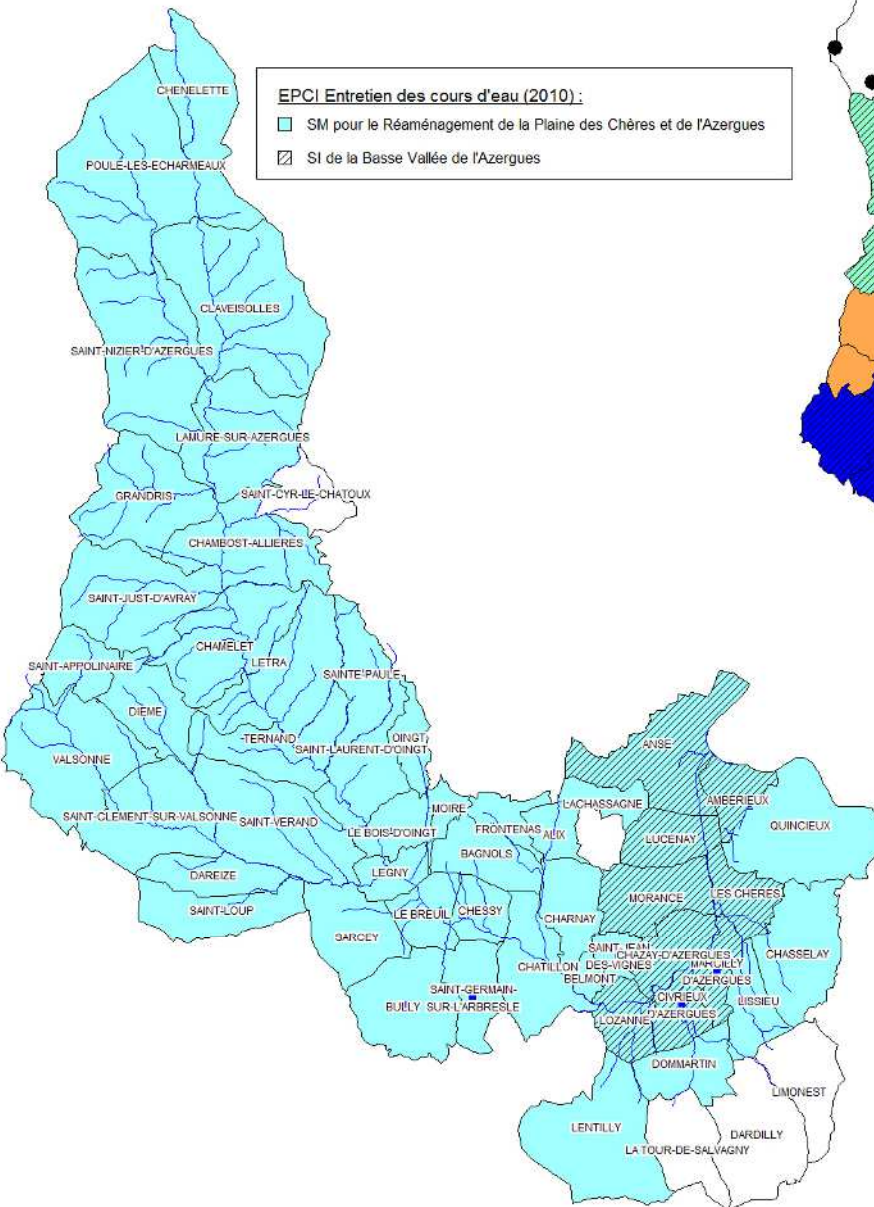 EPCI Entretien des cours d'eau (2010) :
SM pour le Réaménagement de la Plaine des Chères et de l'Azergues
SI de la Basse Vallée de l'Azergues
CHENELETTE
POULE-LES-ECHARMEAUX
CLAVEISOLLES
SAINT-NIZIER-D'AZERGUES
LAMURE-SUR-AZERGUES
GRANDRIS
SAINT-CYR-LE-CHATOUX
CHAMBOST-ALLIERES
SAINT-JUST-D'AVRAY
CHAMELET
LETRA
SAINT-APPOLINAIRE
SAINTE-PAULE
DIEME
TERNAND
OINGT
SAINT-LAURENT-D'OINGT
VALSONNE
ANSE
LACHASSAGNE
AMBERIEUX
MOIRE
SAINT-CLEMENT-SUR-VALSONNE
SAINT-VERAND
LE BOIS-D'OINGT
FRONTENAS
ALIX
LUCENAY
QUINCIEUX
BAGNOLS
DAREIZE
LEGNY
LES CHERES
MORANCE
SAINT-LOUP
LE BREUIL
CHESSY
CHARNAY
SARCEY
SAINT-JEAN
DES-VIGNES
CHAZAY-D'AZERGUES
CHASSELAY
CHATILLON
MARCILLY
D'AZERGUES
BELMONT
SAINT-GERMAIN-
SUR-L'ARBRESLE
BULLY
CIVRIEUX
D'AZERGUES
LISSIEU
LOZANNE
DOMMARTIN
LIMONEST
LENTILLY
DARDILLY
LA TOUR-DE-SALVAGNY